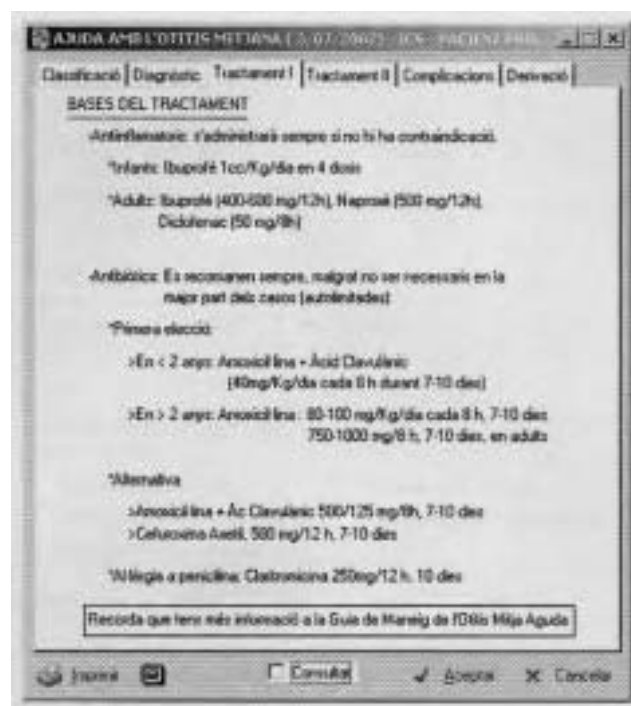 AJUDA AMB L'OTITIS MITJANA
Classificació Diagnòstic Tractament I Tractament II Complicacions Derivació
BASES DEL TRACTAMENT
-Antiinflamatoris: s'administrarà sempre si no hi ha contraindicació.
*Infants: Ibuprofè 1cc/Kg/dia en 4 dosis
*Adults: Ibuprofè (400-600 mg/12h), Naproxè (500 mg/12h),
Diclofenac (50 mg/8h)
-Antibiòtics: Es recomanen sempre, malgrat no ser necessaris en la
major part dels casos (autolimitades)
*Primera elecció:
>En < 2 anys: Amoxicil·lina + Àcid Clavulànic
(40mg/Kg/dia cada 8 h durant 7-10 dies)
>En > 2 anys: Amoxicil·lina: 80-100 mg/Kg/dia cada 8 h, 7-10 dies
750-1000 mg/8 h, 7-10 dies, en adults
*Alternativa
>Amoxicil·lina + Àc Clavulànic 500/125 mg/8h, 7-10 dies
>Cefuroxima Axetil, 500 mg/12 h, 7-10 dies
*Al·lèrgia a penicil·lina: Claritromicina 250mg/12 h, 10 dies
Recorda que tens més informació a la Guia de Maneig de l'Otitis Mitja Aguda
Imprimir Consultat Aceptar Cancelar